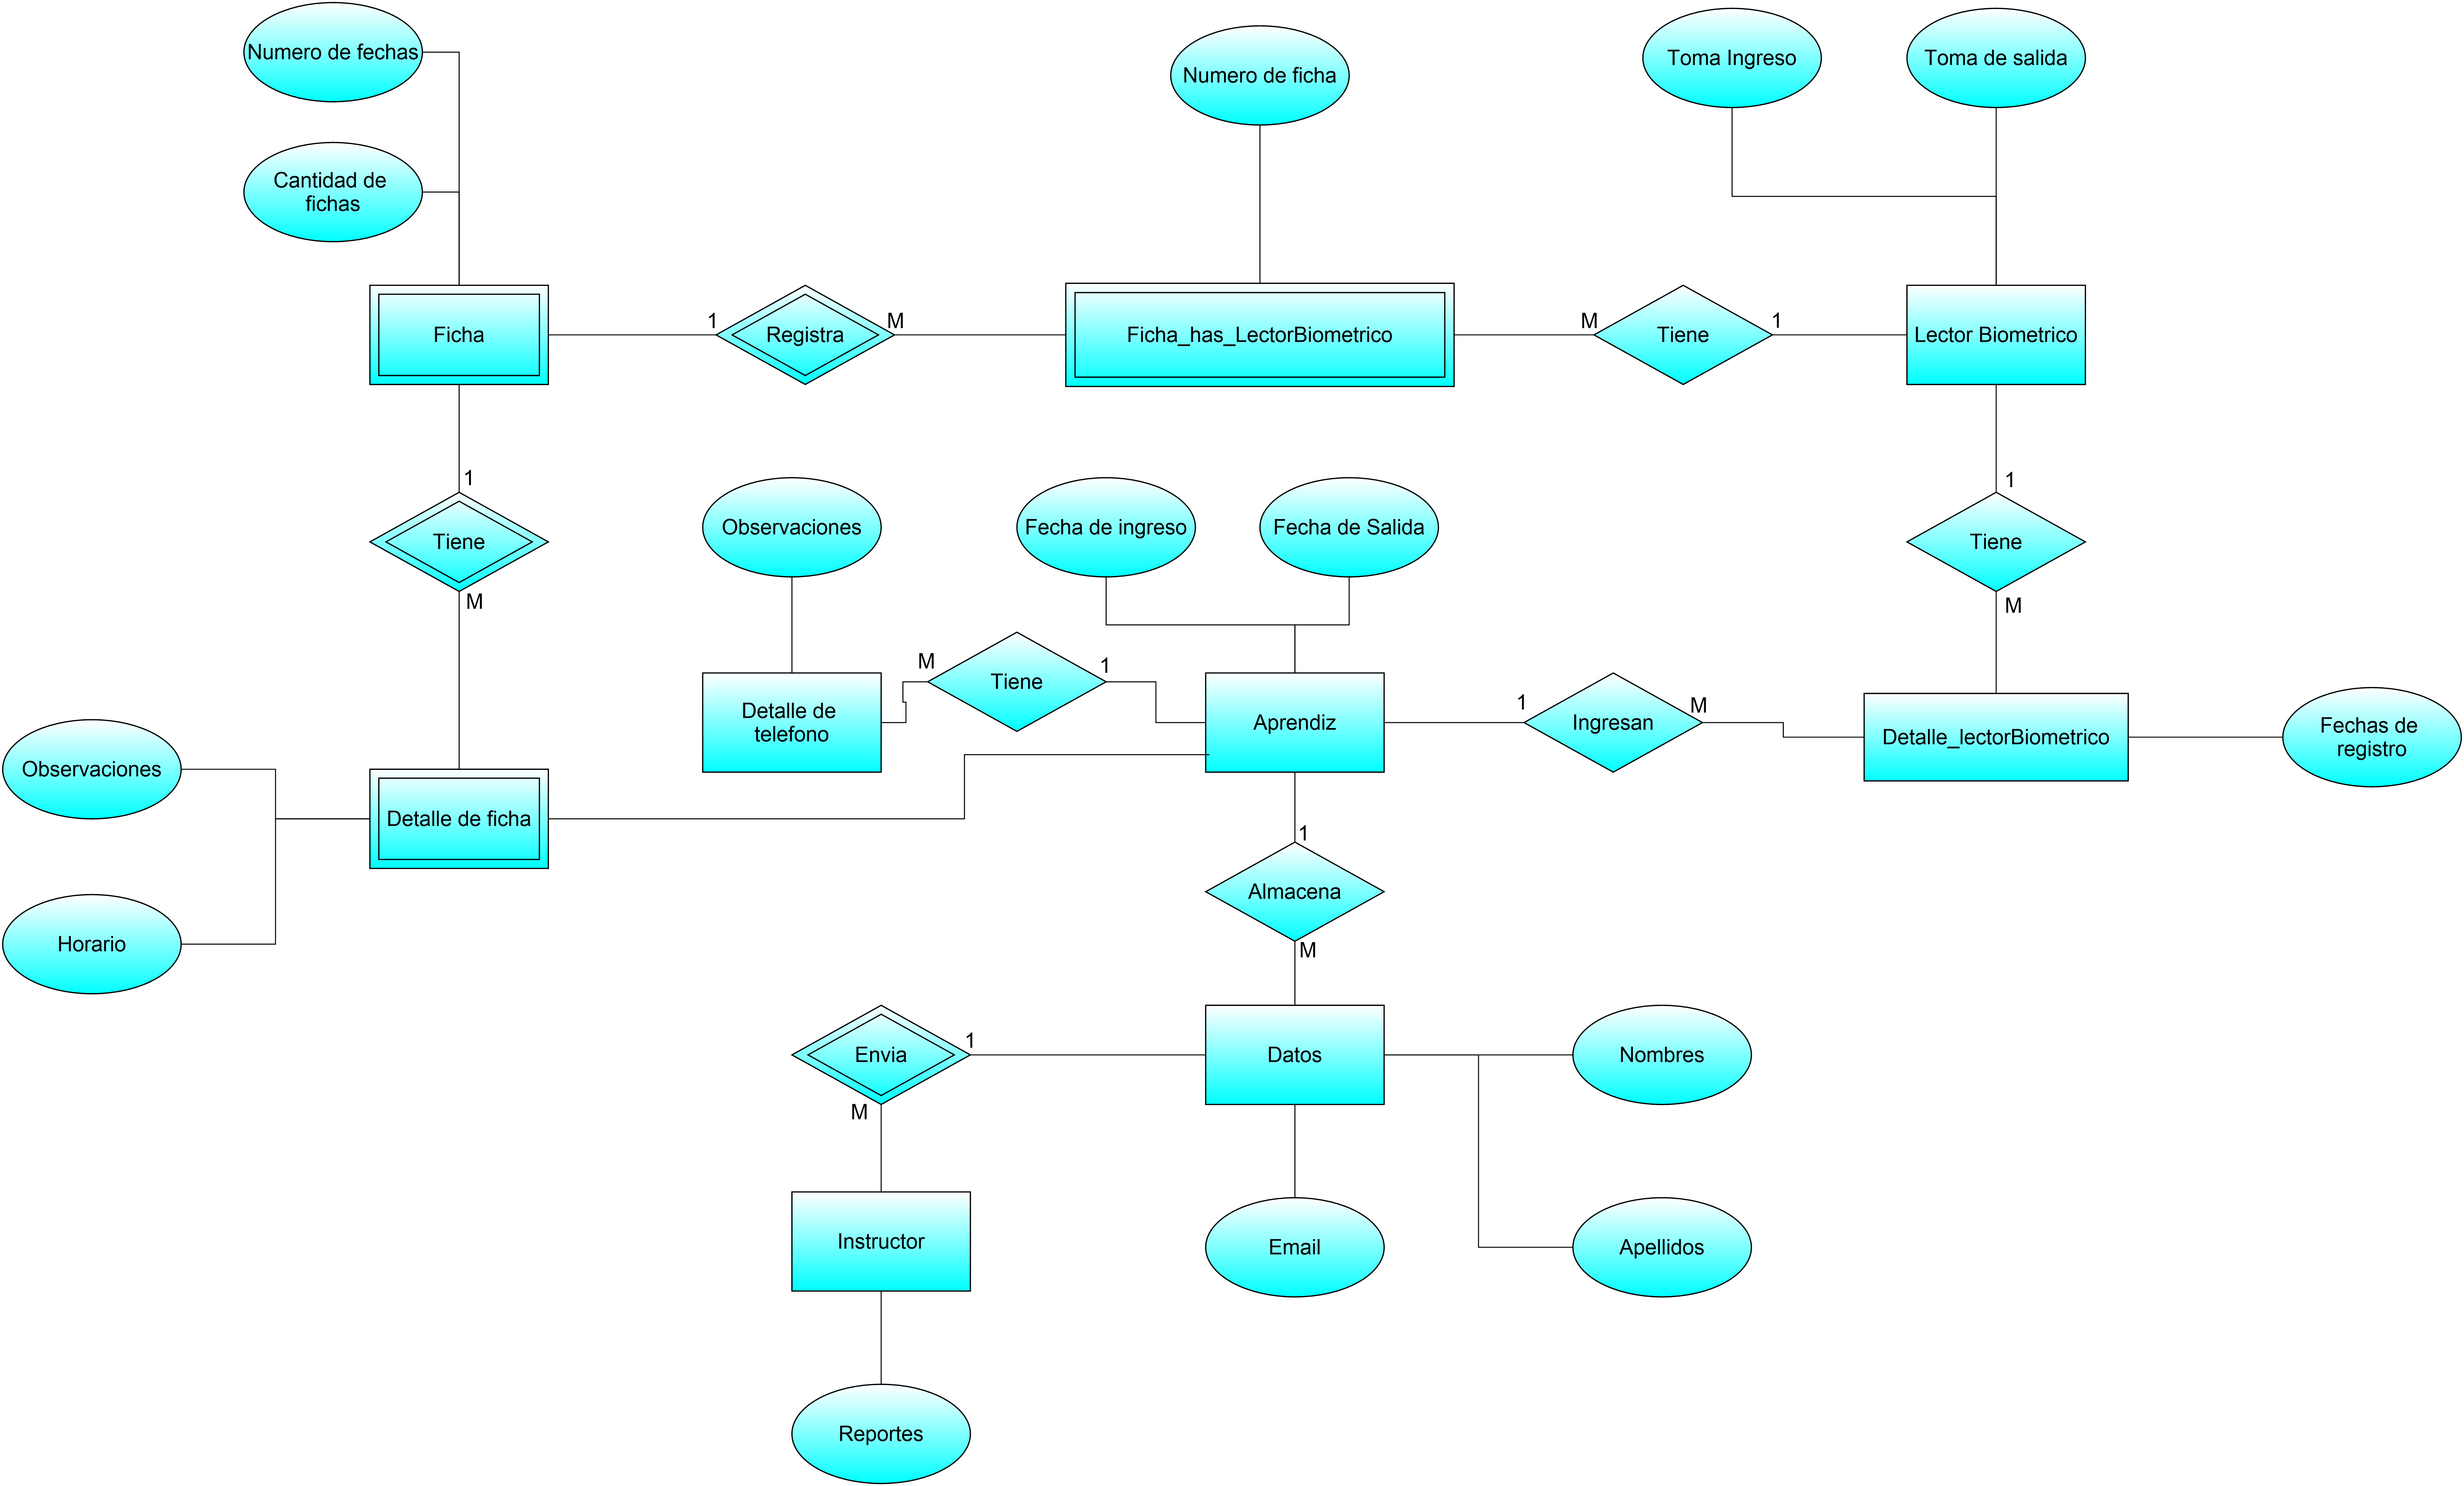 Numero de fechas
Numero de ficha
Toma Ingreso
Toma de salida
Cantidad de
fichas
Ficha
1
Registra
M
Ficha_has_LectorBiometrico
M
Tiene
1
Lector Biometrico
1
Tiene
M
Observaciones
Fecha de ingreso
Fecha de Salida
1
Tiene
M
M
Tiene
1
Detalle de
telefono
Aprendiz
1
Ingresan
M
Detalle_lectorBiometrico
Fechas de
registro
Observaciones
Detalle de ficha
Horario
1
Almacena
M
Envia
1
M
Datos
Nombres
Instructor
Email
Apellidos
Reportes